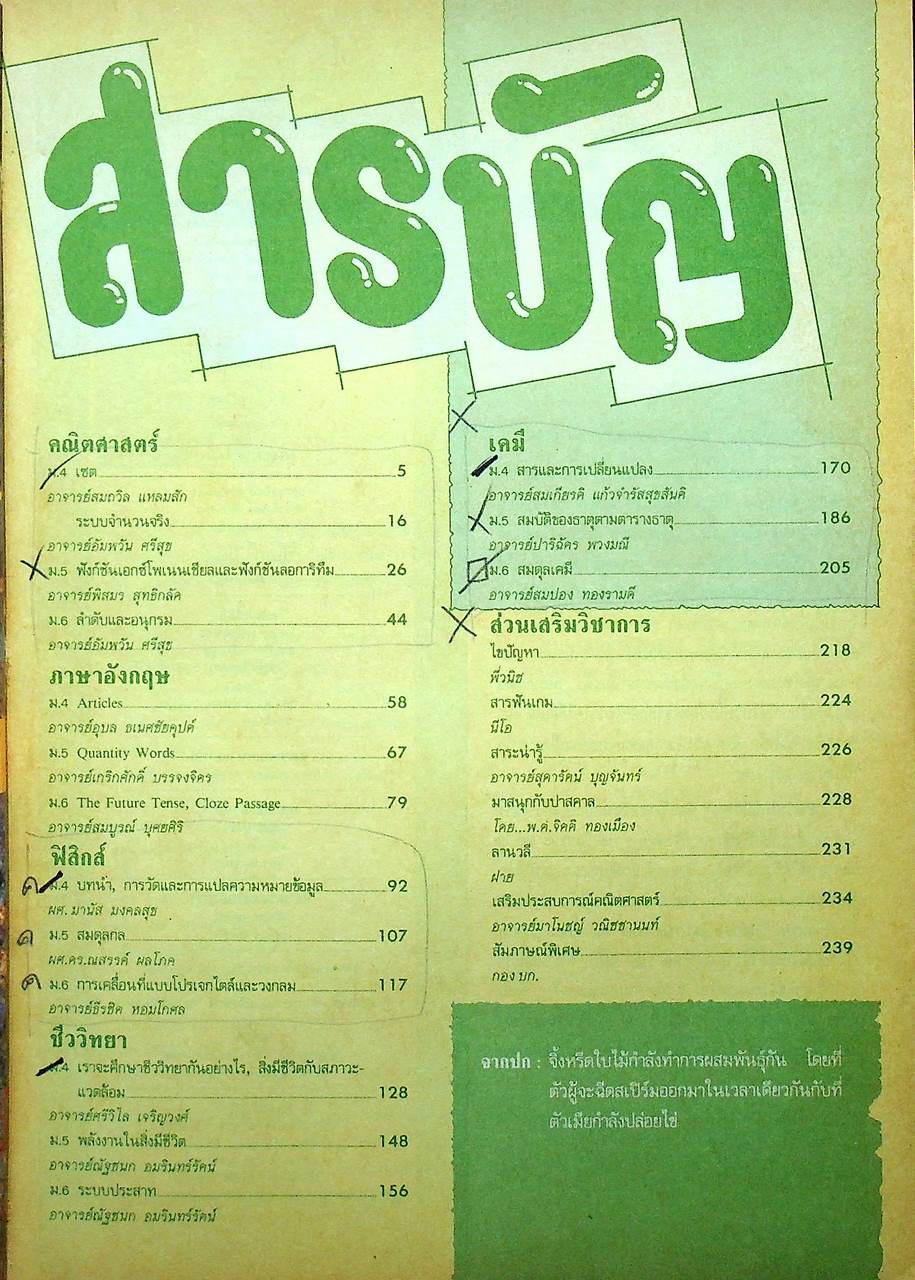 สารบัญ
คณิตศาสตร์
ม.4 เซต 5
อาจารย์สมถวิล แหลมสัก
ระบบจำนวนจริง 16
อาจารย์อัมพวัน ศรีสุข
ม.5 ฟังก์ชันเอกซ์โพเนนเชียลและฟังก์ชันลอการิทึม 26
อาจารย์พิสมร สุทธิกลัด
ม.6 ลำดับและอนุกรม 44
อาจารย์อัมพวัน ศรีสุข
ภาษาอังกฤษ
ม.4 Articles 58
อาจารย์อุบล ธเนศชัยคุปต์
ม.5 Quantity Words 67
อาจารย์เกริกศักดิ์ บรรจงจิตร
ม.6 The Future Tense, Cloze Passage 79
อาจารย์สมบูรณ์ บุศยศิริ
ฟิสิกส์
ม.4 บทนำ, การวัดและการแปลความหมายข้อมูล 92
ผศ. มานัส มงคลสุข
ม.5 สมดุลกล 107
ผศ.ดร.ณสรรค์ ผลโภค
ม.6 การเคลื่อนที่แบบโปรเจกไตล์และวงกลม 117
อาจารย์ธีรชิต หอมโกศล
ชีววิทยา
ม.4 เราจะศึกษาชีววิทยากันอย่างไร, สิ่งมีชีวิตกับสภาวะ-
แวดล้อม 128
อาจารย์ศรีวิไล เจริญวงศ์
ม.5 พลังงานในสิ่งมีชีวิต 148
อาจารย์ณัฐชนก อมรินทร์รัตน์
ม.6 ระบบประสาท 156
อาจารย์ณัฐชนก อมรินทร์รัตน์
เคมี
ม.4 สารและการเปลี่ยนแปลง 170
อาจารย์สมเกียรติ แก้วจำรัสสุขสันติ
ม.5 สมบัติของธาตุตามตารางธาตุ 186
อาจารย์ปาริฉัตร พวงมณี
ม.6 สมดุลเคมี 205
อาจารย์สมปอง ทองรามดี
ส่วนเสริมวิชาการ
ไขปัญหา 218
พี่วนิช
สารฟันเกม 224
นีโอ
สาระน่ารู้ 226
อาจารย์สุดารัตน์ บุญจันทร์
มาสนุกกับปาสคาล 228
โดย...พ.ต.จิตติ ทองเมือง
ลานวลี 231
ฝาย
เสริมประสบการณ์คณิตศาสตร์ 234
อาจารย์มาโนชญ์ วณิชชานนท์
สัมภาษณ์พิเศษ 239
กอง บก.
จากปก : จิ้งหรีดใบไม้กำลังทำการผสมพันธุ์กัน โดยที่
ตัวผู้จะฉีดสเปิร์มออกมาในเวลาเดียวกันกับที่
ตัวเมียกำลังปล่อยไข่